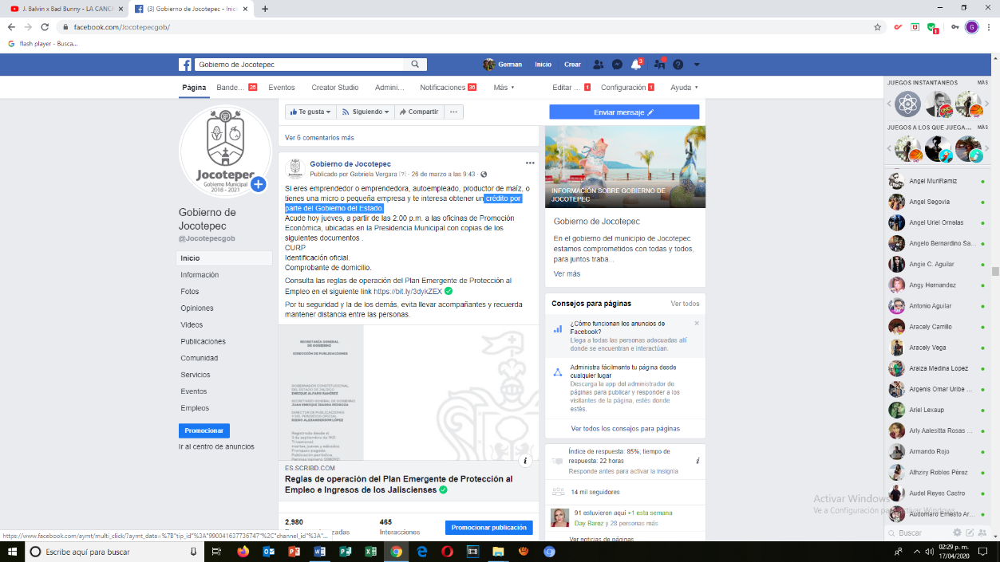 J. Balvin x Bad Bunny - LA CANC
(3) Gobierno de Jocotepec - Inic
facebook.com/Jocotepecgob/
flash player - Busca...
Gobierno de Jocotepec
German
Inicio
Crear
3
Página
Bande...
26
Eventos
Creator Studio
Admini...
Notificaciones
36
Más
Editar ...
1
Configuración
1
Ayuda
Jocotepec
Gobierno Municipal
2018 - 2021
Gobierno de
Jocotepec
@Jocotepecgob
Inicio
Información
Fotos
Opiniones
Videos
Publicaciones
Comunidad
Servicios
Eventos
Empleos
Promocionar
Ir al centro de anuncios
Te gusta
Siguiendo
Compartir
Ver 6 comentarios más
Gobierno de Jocotepec
Publicado por Gabriela Vergara [?] · 26 de marzo a las 9:43 ·
SI eres emprendedor o emprendedora, autoempleado, productor de maíz, o
tienes una micro o pequeña empresa y te interesa obtener un crédito por
parte del Gobierno del Estado.
Acude hoy jueves, a partir de las 2:00 p.m. a las oficinas de Promoción
Económica, ubicadas en la Presidencia Municipal con copias de los
siguientes documentos .
CURP
Identificación oficial.
Comprobante de domicilio.
Consulta las reglas de operación del Plan Emergente de Protección al
Empleo en el siguiente link https://bit.ly/3dykZEX
Por tu seguridad y la de los demás, evita llevar acompañantes y recuerda
mantener distancia entre las personas.
SECRETARÍA GENERAL
DE GOBIERNO
DIRECCIÓN DE PUBLICACIONES
GOBERNADOR CONSTITUCIONAL
DEL ESTADO DE JALISCO
ENRIQUE ALFARO RAMÍREZ
SECRETARIO GENERAL DE GOBIERNO
JUAN ENRIQUE IBARRA PEDROZA
DIRECTOR DE PUBLICACIONES
Y DEL PERIÓDICO OFICIAL
Registrado desde el
3 de septiembre de 1921.
Trisemanal:
martes, jueves y sábados
Franqueo pagado
Publicación periódica
ES.SCRIBD.COM
Reglas de operación del Plan Emergente de Protección al
Empleo e Ingresos de los Jaliscienses
2,980
465
Interacciones
Promocionar publicación
Enviar mensaje
INFORMACIÓN SOBRE GOBIERNO DE
JOCOTEPEC
Gobierno de Jocotepec
En el gobierno del municipio de Jocotepec
estamos comprometidos con todas y todos,
para juntos traba...
Ver más
Consejos para páginas
Ver todos
¿Cómo funcionan los anuncios de
Facebook?
Llega a todas las personas adecuadas allí
donde se encuentran e interactúan.
Administra fácilmente tu página desde
cualquier lugar
Descarga la app del administrador de
páginas para publicar y responder a los
visitantes de la página, estés donde
estés.
Ver todos los consejos para páginas
Índice de respuesta: 85%; tiempo de
respuesta: 22 horas
Responde antes para activar la insignia
14 mil seguidores
91 estuvieron aquí +1 esta semana
Day Barez y 28 personas más
Ver noticias de páginas
JUEGOS INSTANTÁNEOS
MÁS
JUEGOS A LOS QUE JUEGA...
MÁS
Angel MuriRamiz
Angel Segovia
Angel Uriel Ornelas
Angelo Bernardino Sa...
Angie C. Aguilar
Angy Hernandez
Antonio Aguilar
Aracely Carrillo
Aracely Vega
Araiza Medina Lopez
Argenis Omar Uribe ...
Ariel Lexaup
Arly Aalesitta Rosas ...
Armando Rojo
Athziry Robles Pérez
Audel Reyes Castro
Audomaro Ernesto Ar...
Activar Windows
Ve a Configuración para activar Windows.
Buscar
https://www.facebook.com/aymt/multi_click/?aymt_data=%7B"tip_id"%3A"990041637736747"%2C"channel_id"%3A"...
Escribe aquí para buscar
02:29 p. m.
17/04/2020